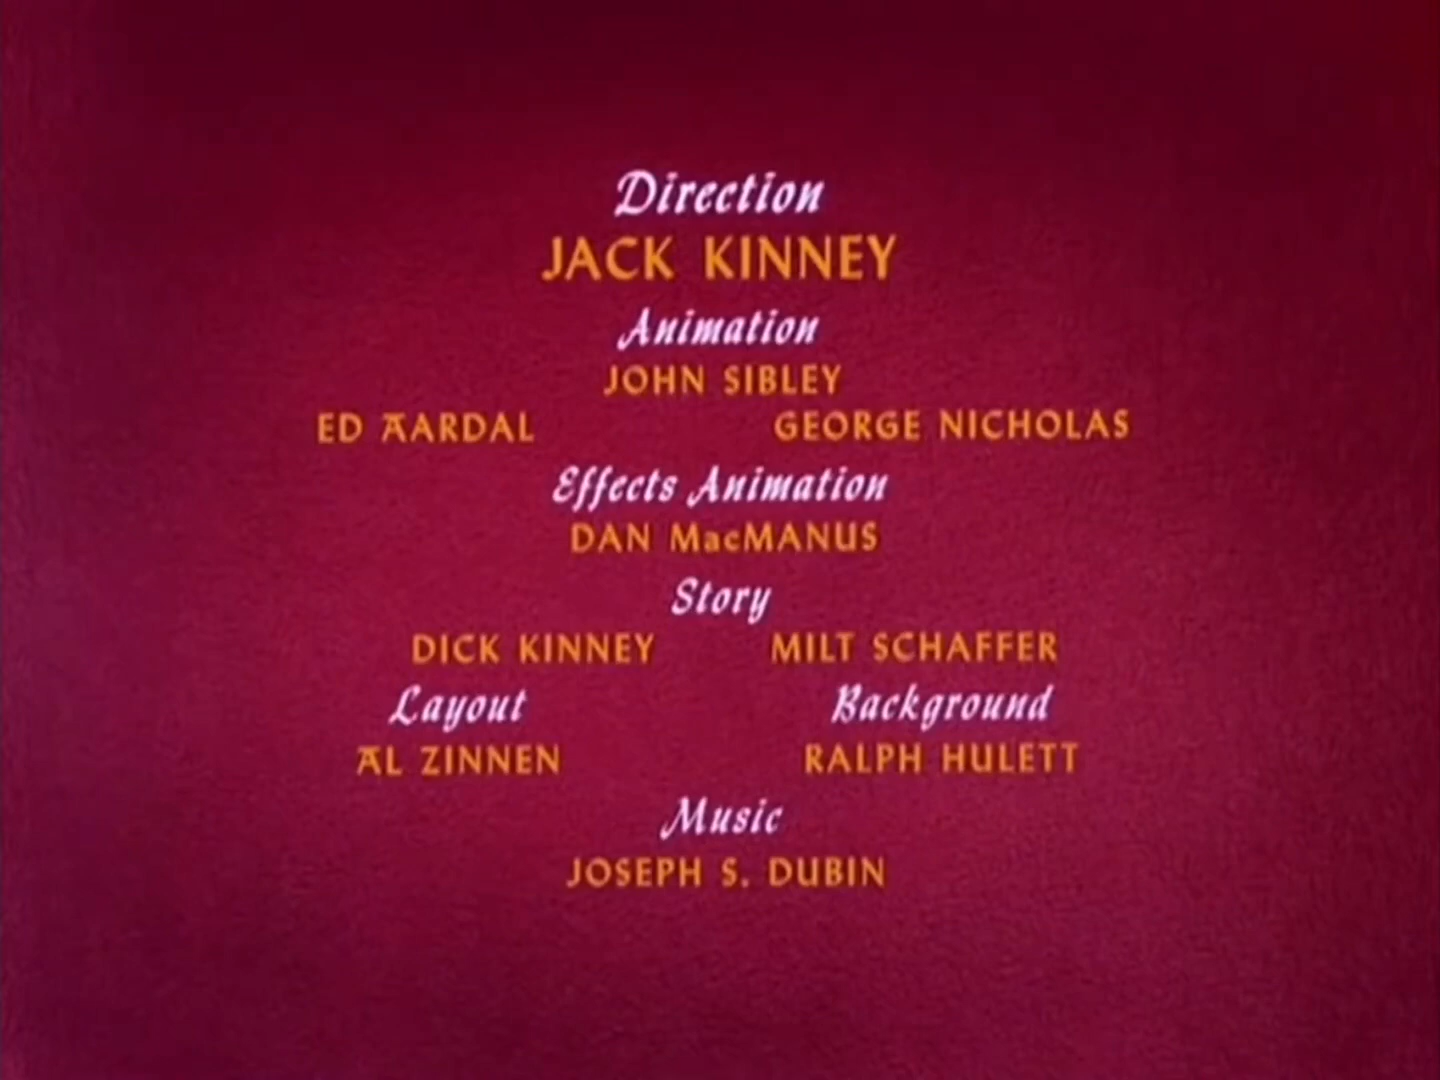 Direction
JACK KINNEY
Animation
JOHN SIBLEY
ED AARDAL GEORGE NICHOLAS
Effects Animation
DAN MacMANUS
Story
DICK KINNEY MILT SCHAFFER
Layout Background
AL ZINNEN RALPH HULETT
Music
JOSEPH S. DUBIN